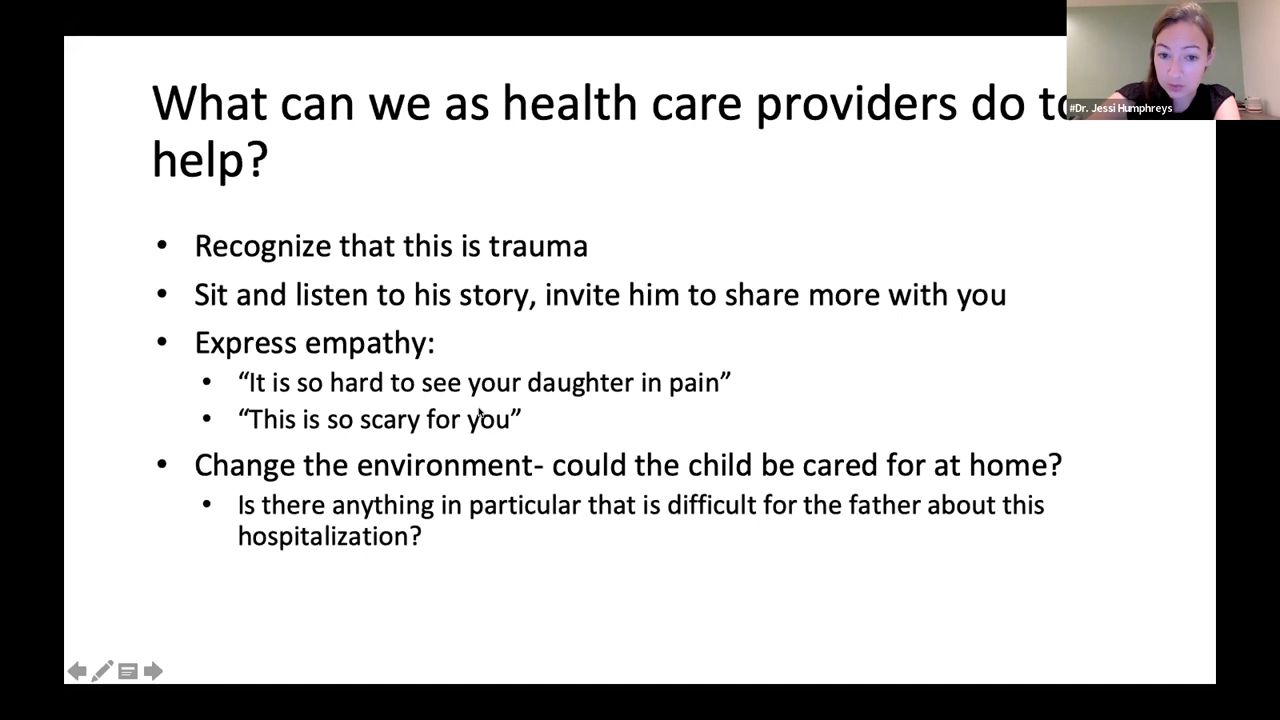 What can we as health care providers do to
help?
#Dr. Jessi Humphreys
• Recognize that this is trauma
• Sit and listen to his story, invite him to share more with you
• Express empathy:
• “It is so hard to see your daughter in pain”
• “This is so scary for you”
• Change the environment- could the child be cared for at home?
• Is there anything in particular that is difficult for the father about this
hospitalization?